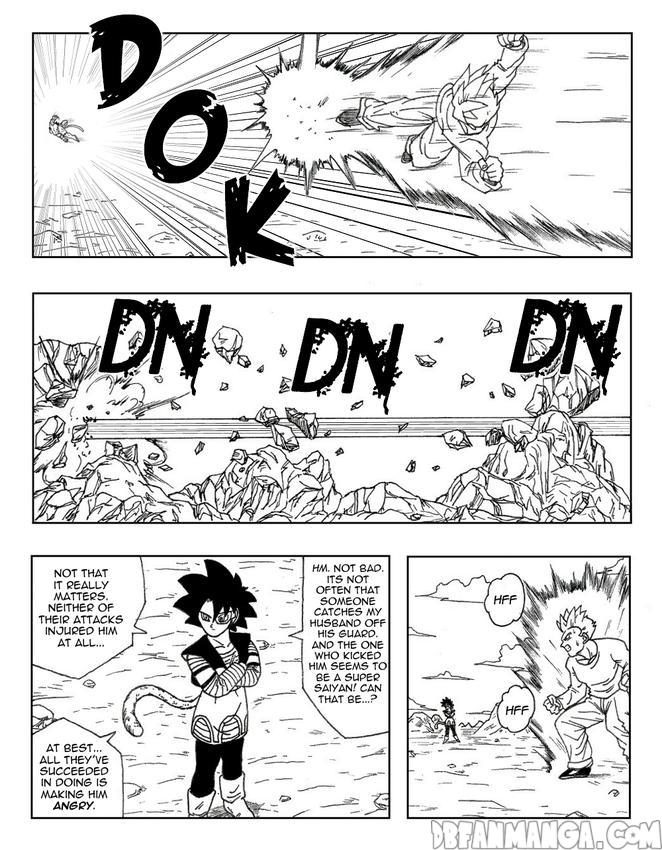 DOK
DN DN DN
HFF
HFF
HM. NOT BAD.
ITS NOT
OFTEN THAT
SOMEONE
CATCHES MY
HUSBAND OFF
HIS GUARD.
AND THE ONE
WHO KICKED
HIM SEEMS TO
BE A SUPER
SAIYAN! CAN
THAT BE...?
NOT THAT
IT REALLY
MATTERS.
NEITHER OF
THEIR ATTACKS
INJURED HIM
AT ALL...
AT BEST...
ALL THEY'VE
SUCCEEDED
IN DOING IS
MAKING HIM
ANGRY.
DBFANMANGA.COM